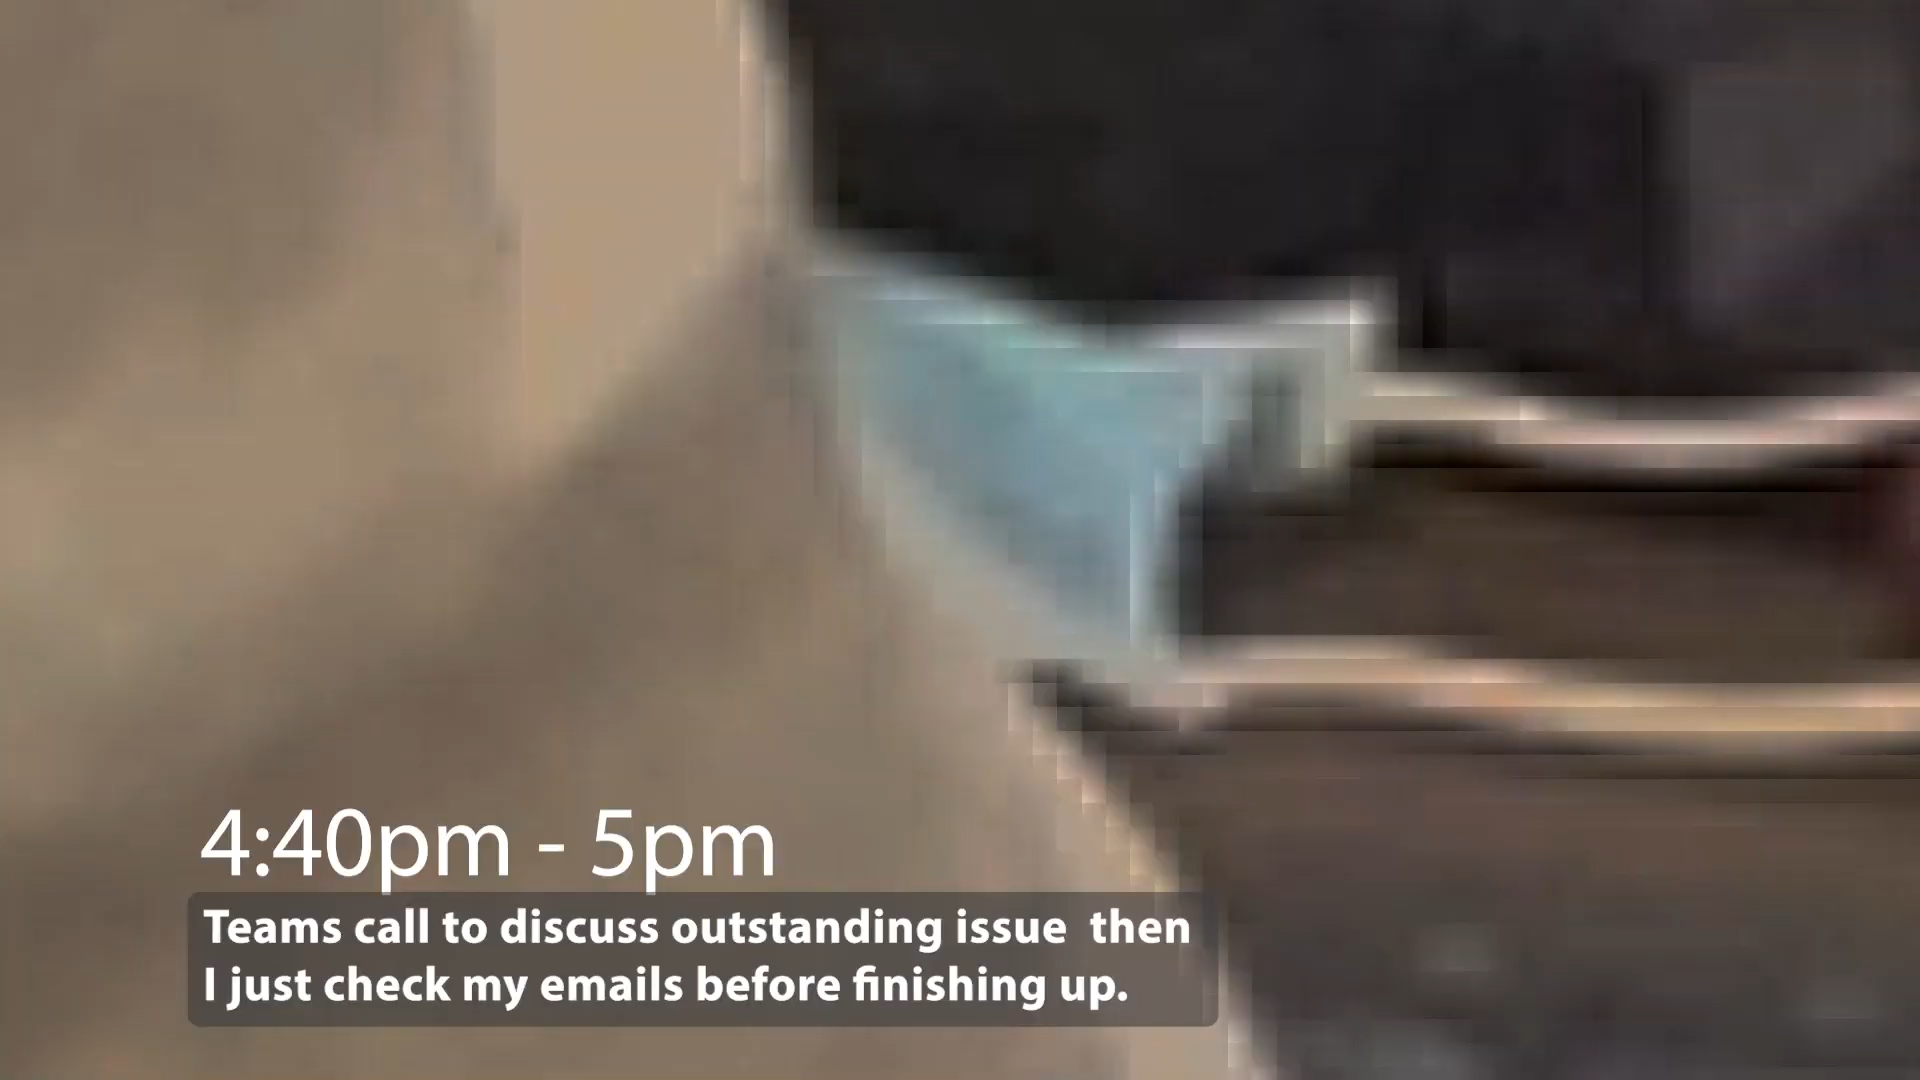 4:40pm - 5pm
Teams call to discuss outstanding issue  then
I just check my emails before finishing up.